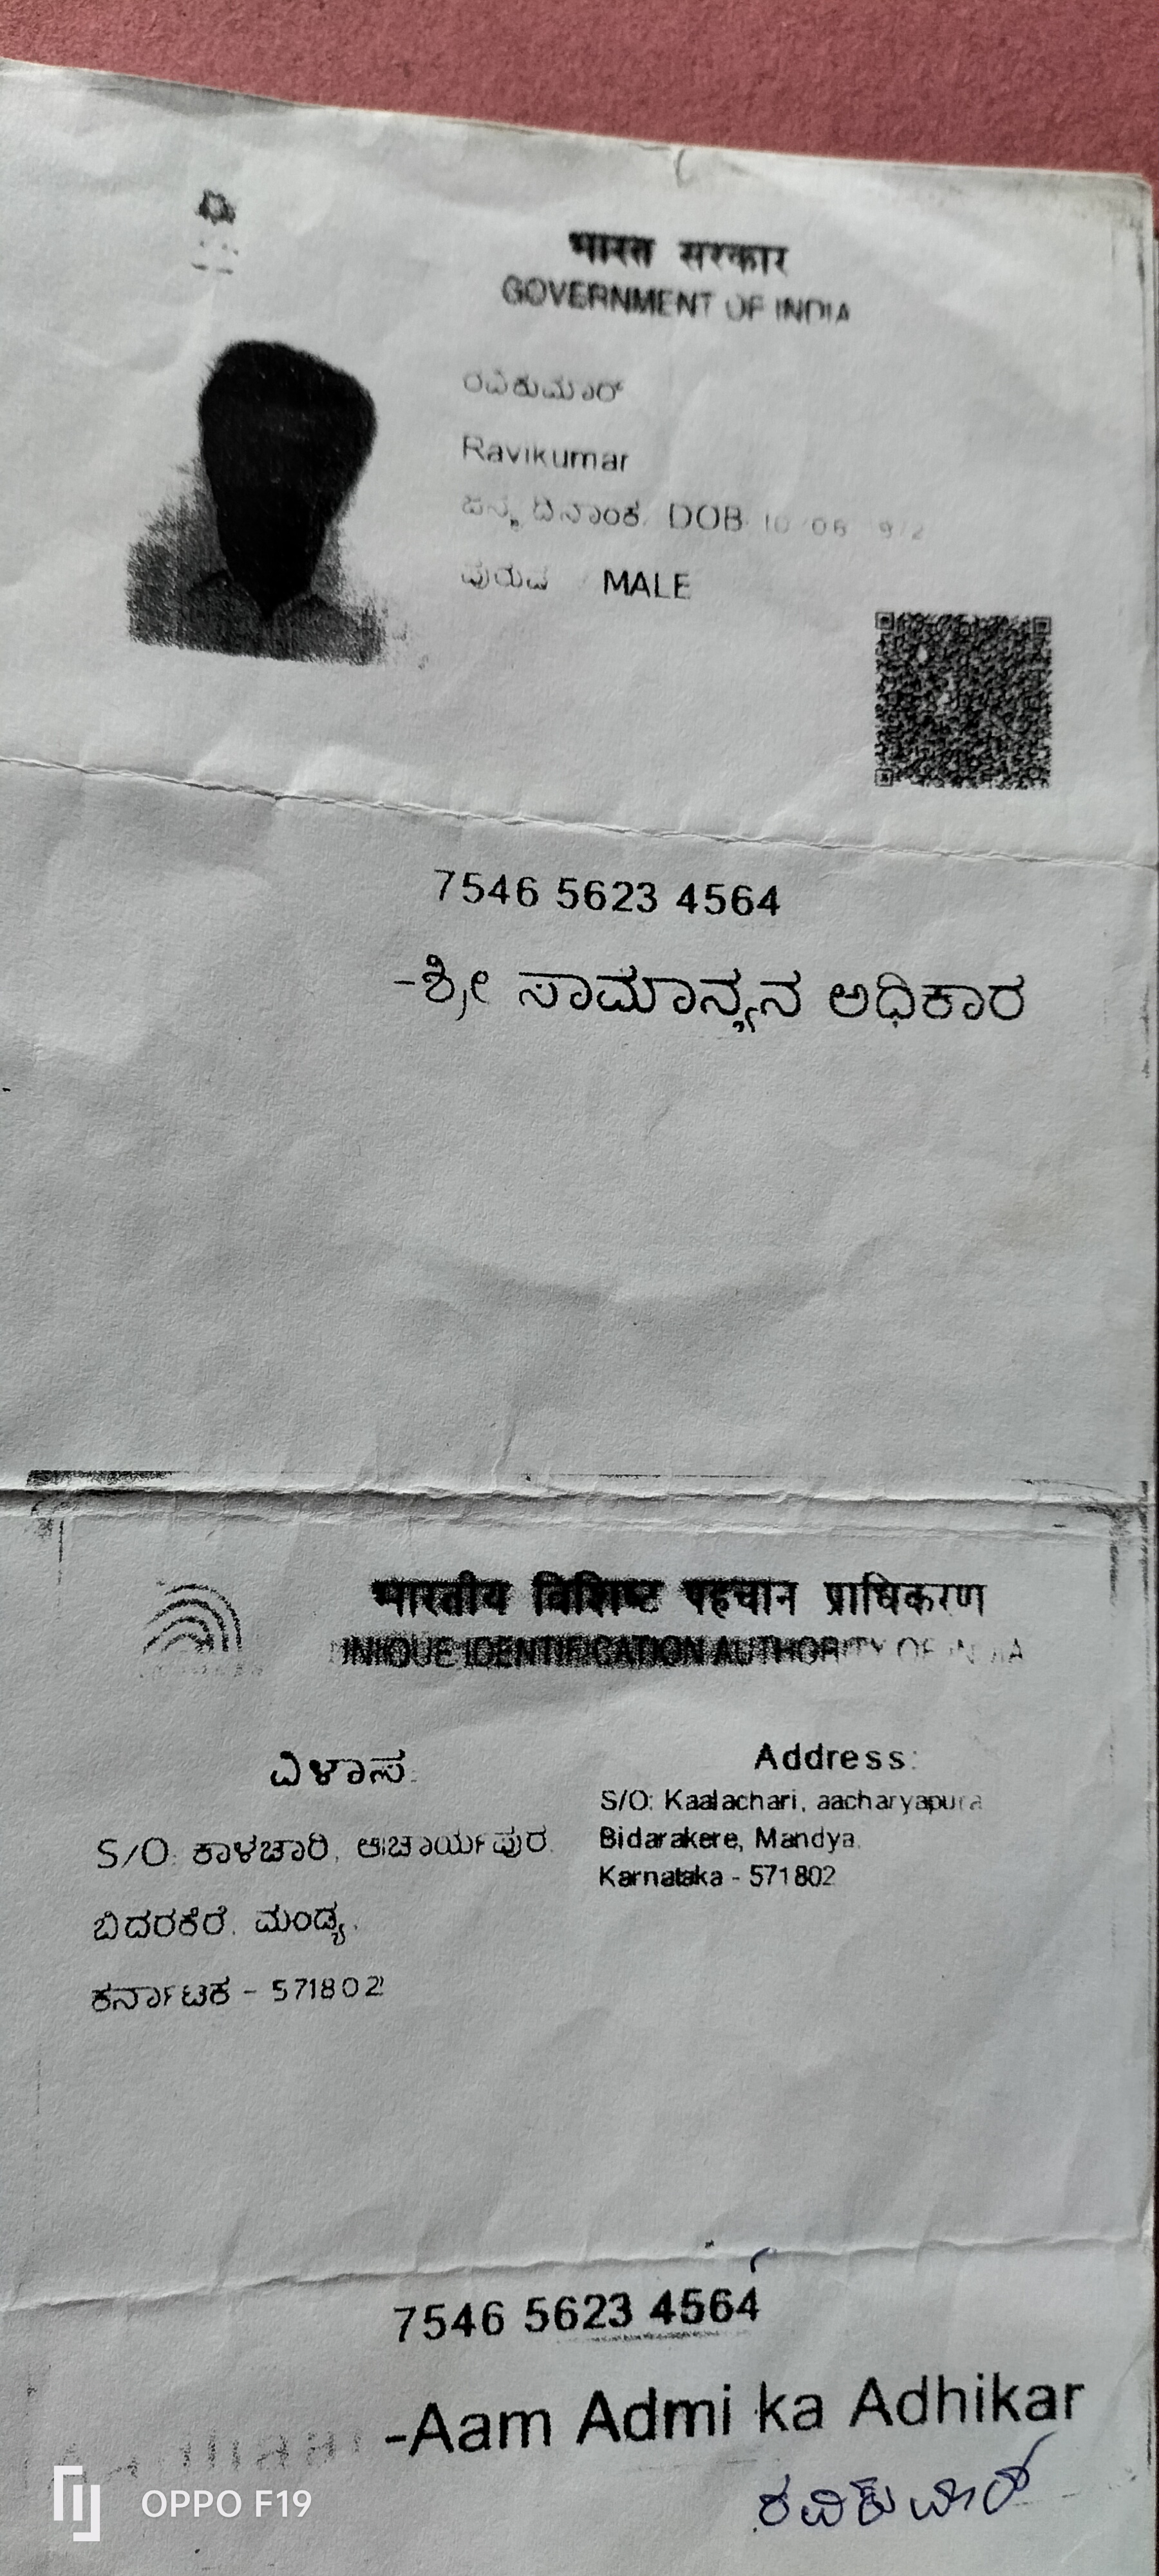 भारत सरकार
GOVERNMENT OF INDIA
ರವಿಕುಮಾರ್
Ravikumar
ಜನ್ಮ ದಿನಾಂಕ DOB 10 06
ಪುರುಷ / MALE
7546 5623 4564
-ಶ್ರೀ ಸಾಮಾನ್ಯನ ಅಧಿಕಾರ
भारतीय विशिष्ट पहचान प्राधिकरण
UNIQUE IDENTIFICATION AUTHORITY OF INDIA
ವಿಳಾಸ:
S/O: ಕಾಳಚಾರಿ, ಆಚಾರ್ಯಪುರ,
ಬಿದರಕೆರೆ, ಮಂಡ್ಯ,
ಕರ್ನಾಟಕ - 571802
Address:
S/O: Kaalachari, aacharyapura
Bidarakere, Mandya,
Karnataka - 571802
7546 5623 4564
-Aam Admi ka Adhikar
ರವಿಕುಮಾರ್
OPPO F19